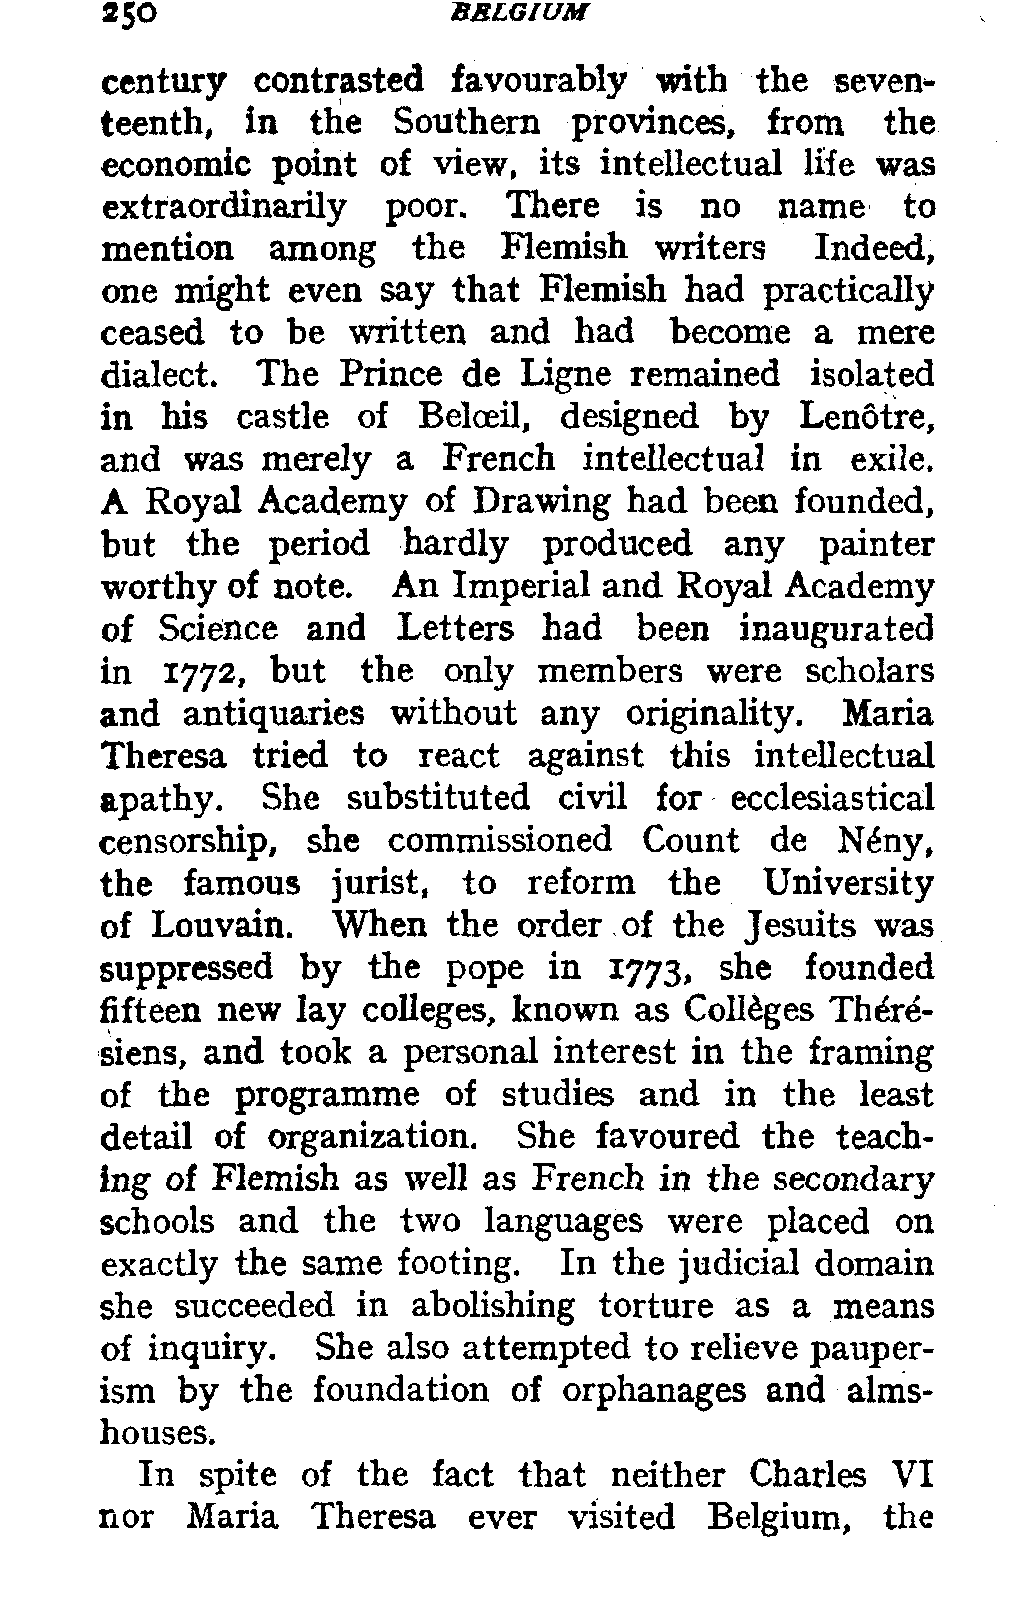 250 BELGIUM
century contrasted favourably with the seven-
teenth, in the Southern provinces, from the
economic point of view, its intellectual life was
extraordinarily poor. There is no name to
mention among the Flemish writers Indeed,
one might even say that Flemish had practically
ceased to be written and had become a mere
dialect. The Prince de Ligne remained isolated
in his castle of Belœil, designed by Lenôtre,
and was merely a French intellectual in exile.
A Royal Academy of Drawing had been founded,
but the period hardly produced any painter
worthy of note. An Imperial and Royal Academy
of Science and Letters had been inaugurated
in 1772, but the only members were scholars
and antiquaries without any originality. Maria
Theresa tried to react against this intellectual
apathy. She substituted civil for ecclesiastical
censorship, she commissioned Count de Nény,
the famous jurist, to reform the University
of Louvain. When the order of the Jesuits was
suppressed by the pope in 1773, she founded
fifteen new lay colleges, known as Collèges Théré-
siens, and took a personal interest in the framing
of the programme of studies and in the least
detail of organization. She favoured the teach-
ing of Flemish as well as French in the secondary
schools and the two languages were placed on
exactly the same footing. In the judicial domain
she succeeded in abolishing torture as a means
of inquiry. She also attempted to relieve pauper-
ism by the foundation of orphanages and alms-
houses.
In spite of the fact that neither Charles VI
nor Maria Theresa ever visited Belgium, the